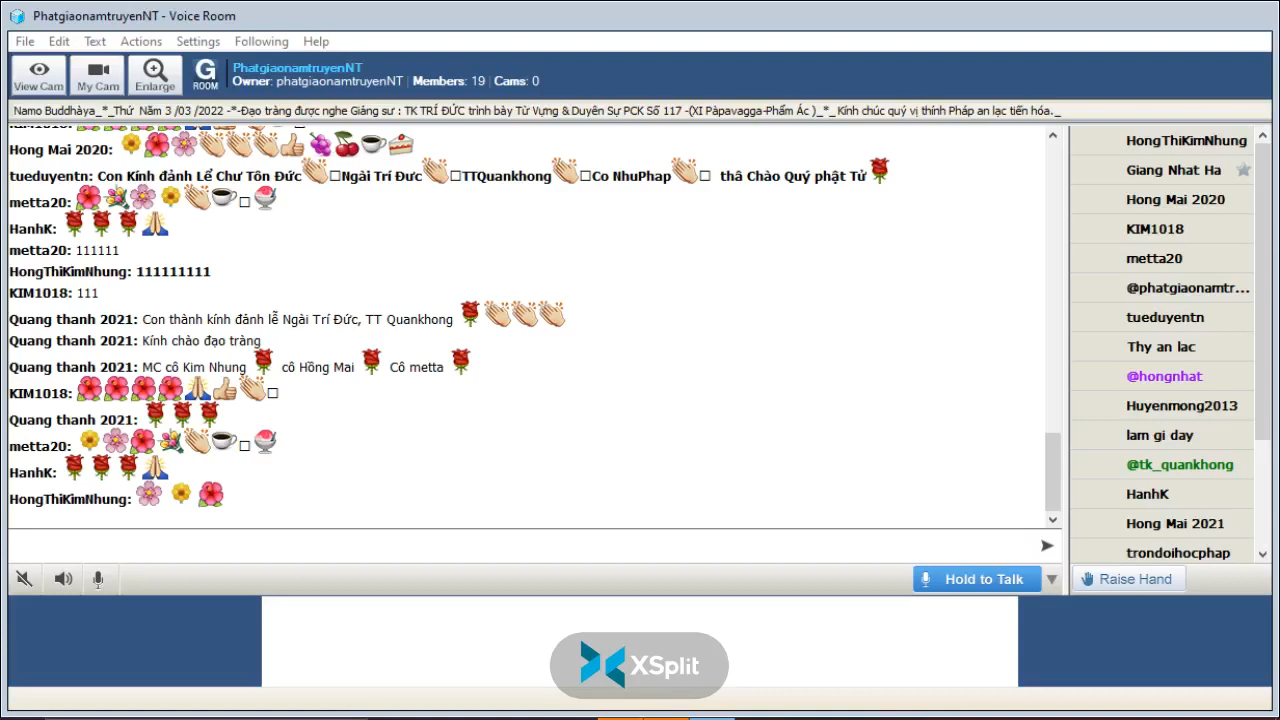 PhatgiaonamtruyenNT - Voice Room
File Edit Text Actions Settings Following Help
View Cam My Cam Enlarge G ROOM
PhatgiaonamtruyenNT
Owner: phatgiaonamtruyenNT | Members: 19 | Cams: 0
Namo Buddhàya_*_Thứ Năm 3 /03 /2022 -*-Đạo tràng được nghe Giảng sư : TK TRÍ ĐỨC trình bày Từ Vựng & Duyên Sự PCK Số 117 -(XI Pàpavagga-Phẩm Ác )_*_Kính chúc quý vị thính Pháp an lạc tiến hóa._
Hong Mai 2020:
tueduyentn: Con Kính đảnh Lể Chư Tôn Đức Ngài Trí Đưc TTQuankhong Co NhuPhap thâ Chào Quý phật Tử
metta20:
HanhK:
metta20: 111111
HongThiKimNhung: 111111111
KIM1018: 111
Quang thanh 2021: Con thành kính đảnh lễ Ngài Trí Đức, TT Quankhong
Quang thanh 2021: Kính chào đạo tràng
Quang thanh 2021: MC cô Kim Nhung cô Hồng Mai Cô metta
KIM1018:
Quang thanh 2021:
metta20:
HanhK:
HongThiKimNhung:
Hold to Talk
HongThiKimNhung
Giang Nhat Ha
Hong Mai 2020
KIM1018
metta20
@phatgiaonamtr...
tueduyentn
Thy an lac
@hongnhat
Huyenmong2013
lam gi day
@tk_quankhong
HanhK
Hong Mai 2021
trondoihocphap
Raise Hand
XSplit